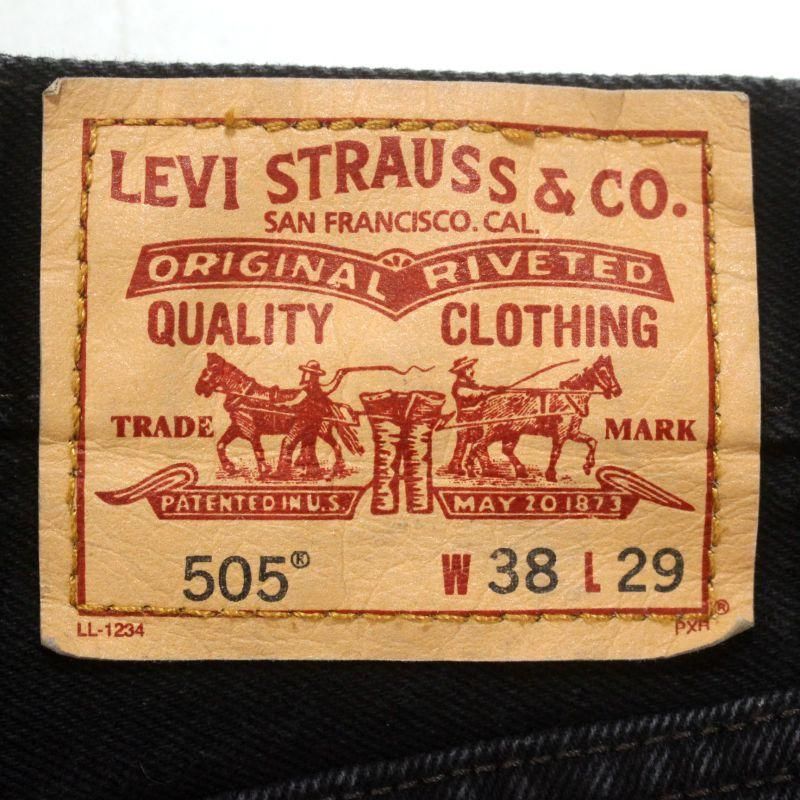 LEVI STRAUSS & CO.
SAN FRANCISCO. CAL.
ORIGINAL RIVETED
QUALITY CLOTHING
TRADE MARK
PATENTED IN U.S. MAY 20 1873
505® W 38 L 29
®
LL-1234 PXH